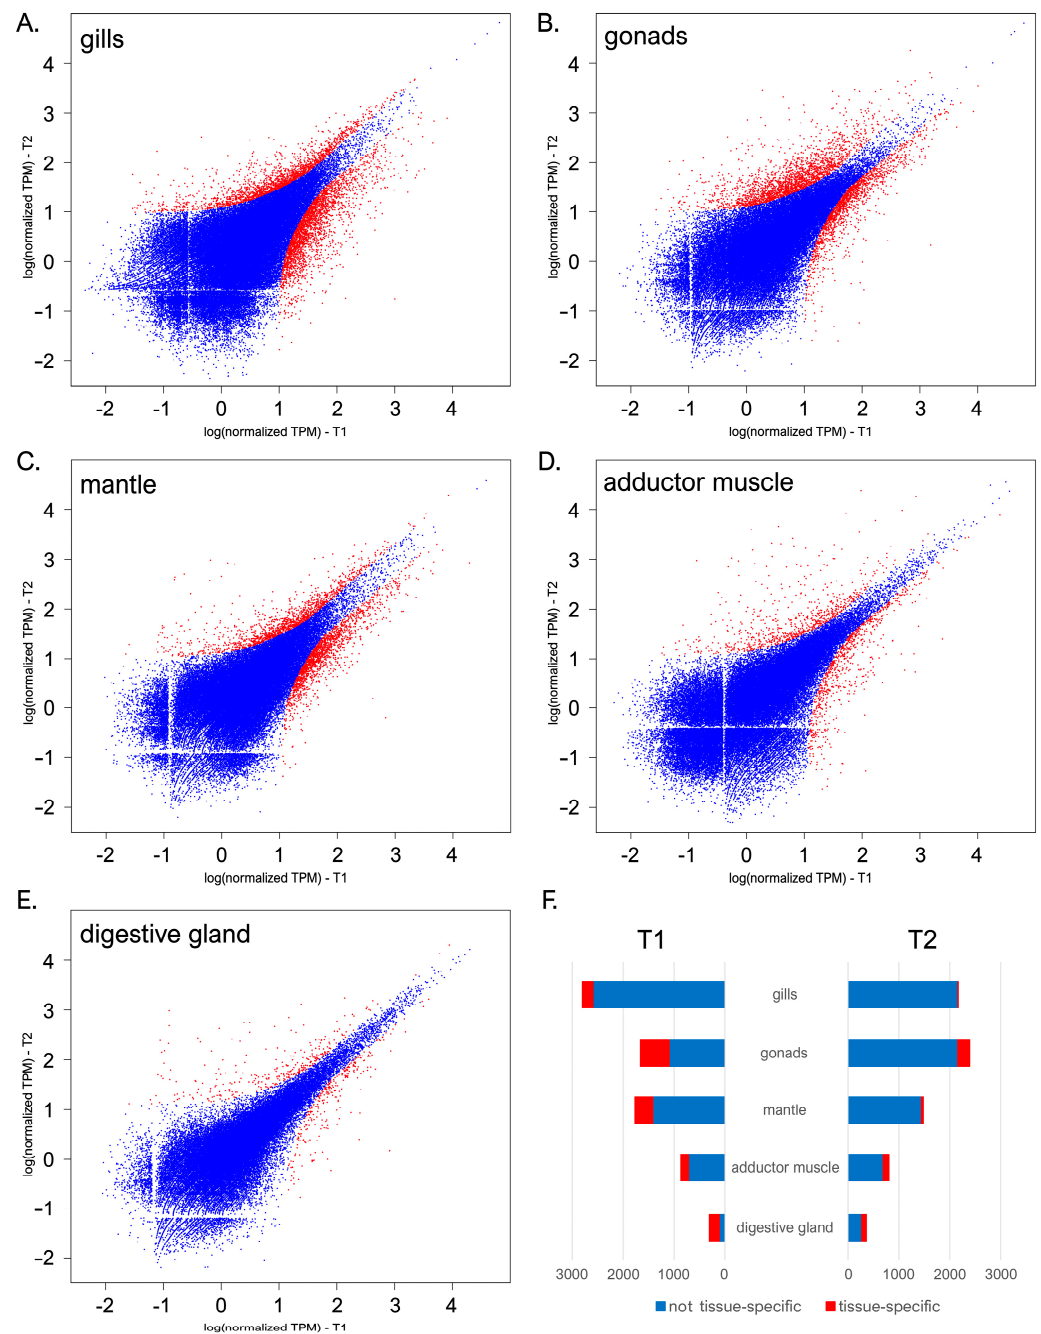 A.
gills
log(normalized TPM) - T2
4
3
2
1
0
−1
−2
-2
-1
0
1
2
3
4
log(normalized TPM) - T1
B.
gonads
log(normalized TPM) - T2
4
3
2
1
0
−1
−2
-2
-1
0
1
2
3
4
log(normalized TPM) - T1
C.
mantle
log(normalized TPM) - T2
4
3
2
1
0
−1
−2
-2
-1
0
1
2
3
4
log(normalized TPM) - T1
D.
adductor muscle
log(normalized TPM) - T2
4
3
2
1
0
−1
−2
-2
-1
0
1
2
3
4
log(normalized TPM) - T1
E.
digestive gland
log(normalized TPM) - T2
4
3
2
1
0
−1
−2
-2
-1
0
1
2
3
4
log(normalized TPM) - T1
F.
T1 T2
gills
gonads
mantle
adductor muscle
digestive gland
3000 2000 1000 0 0 1000 2000 3000
not tissue-specific tissue-specific